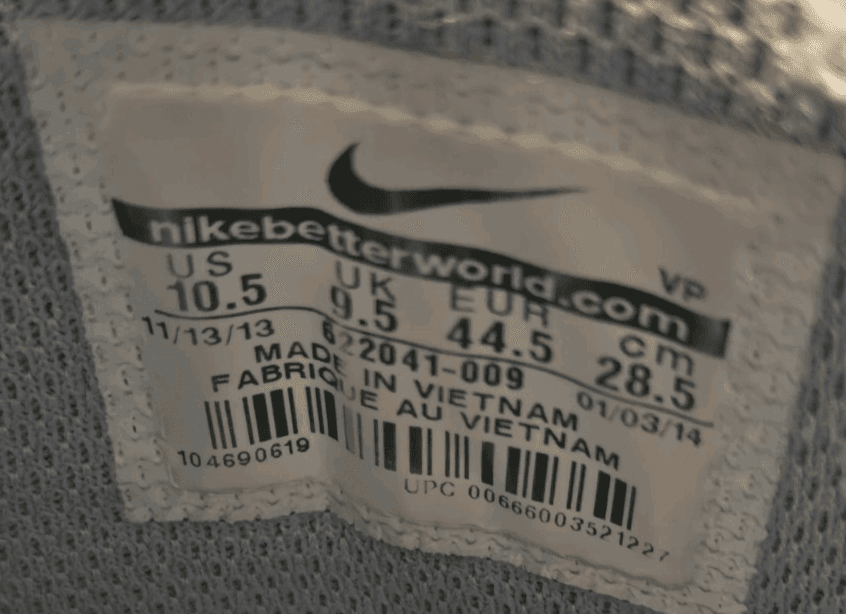 nikebetterworld.com
VP
US UK EUR cm
10.5 9.5 44.5 28.5
11/13/13 622041-009 01/03/14
MADE IN VIETNAM
FABRIQUE AU VIETNAM
104690619
UPC 00666003521227